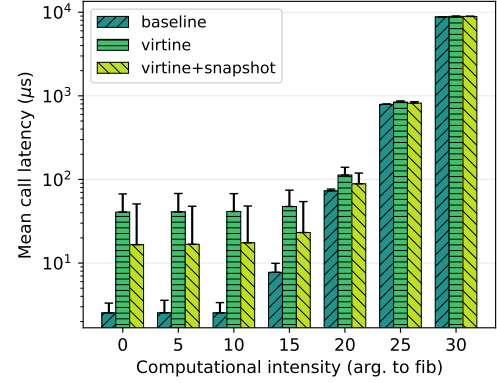 baseline
virtine
virtine+snapshot
Mean call latency (μs)
10⁴
10³
10²
10¹
0 5 10 15 20 25 30
Computational intensity (arg. to fib)